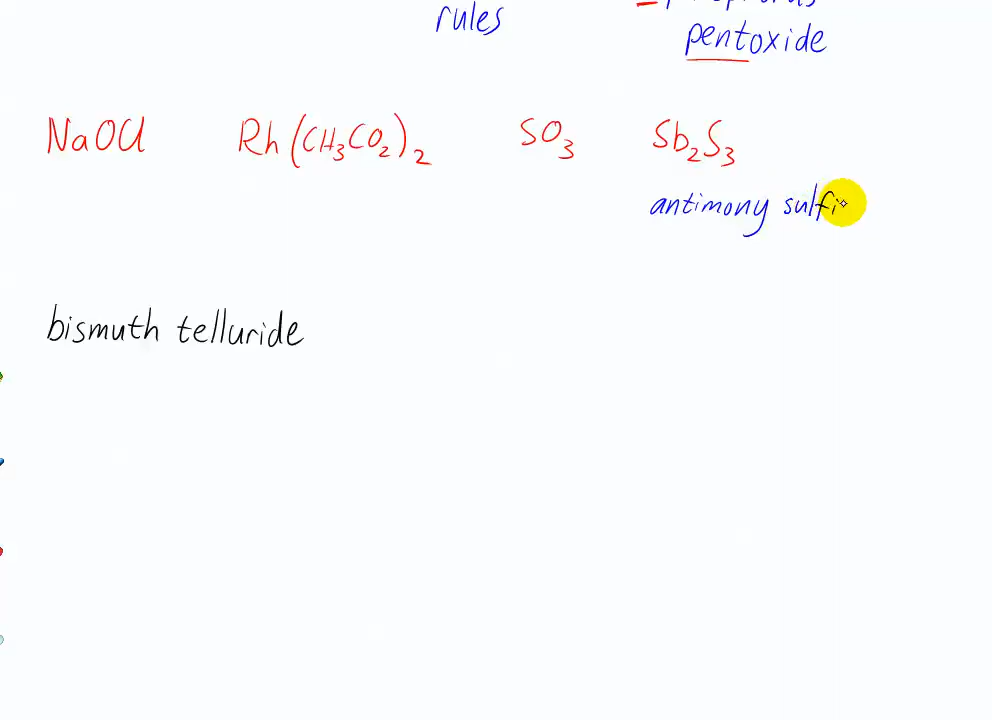 rules
pentoxide
NaOCl Rh(CH₃CO₂)₂ SO₃ Sb₂S₃
antimony sulfi
bismuth telluride